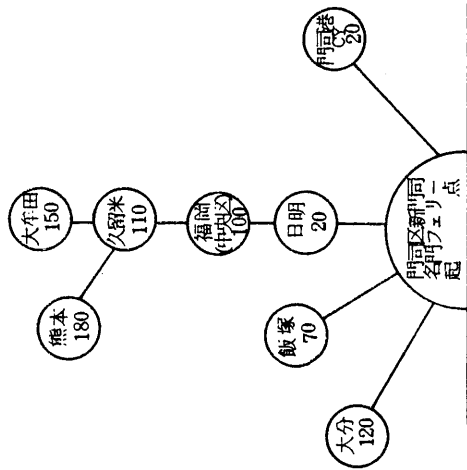 門司港
CY
20
大牟田
150
久留米
110
熊本
180
福岡
(中央区)
100
日明
20
飯塚
70
大分
120
門司区新門司
名門フェリー
起　点